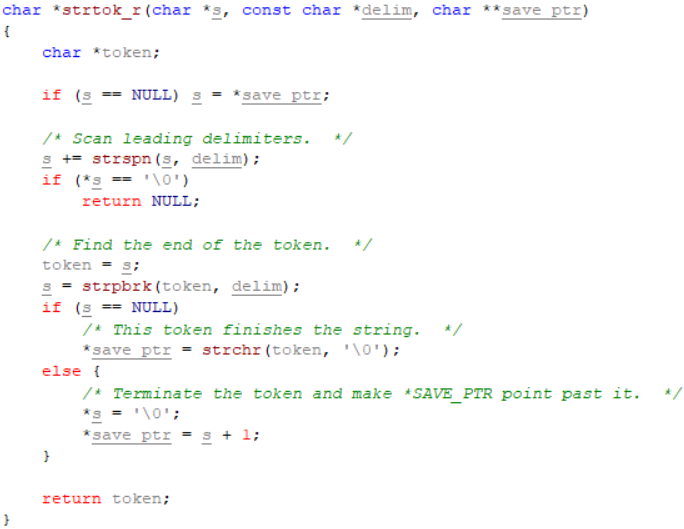 char *strtok_r(char *s, const char *delim, char **save_ptr)
{
    char *token;

    if (s == NULL) s = *save_ptr;

    /* Scan leading delimiters.  */
    s += strspn(s, delim);
    if (*s == '\0')
        return NULL;

    /* Find the end of the token.  */
    token = s;
    s = strpbrk(token, delim);
    if (s == NULL)
        /* This token finishes the string.  */
        *save_ptr = strchr(token, '\0');
    else {
        /* Terminate the token and make *SAVE_PTR point past it.  */
        *s = '\0';
        *save_ptr = s + 1;
    }

    return token;
}